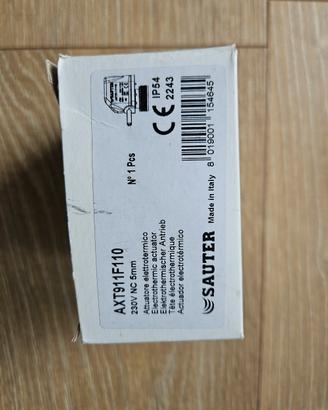 AXT911F110
230V NC 5mm
Attuatore elettrotermico
Electrothermic actuator
Elektrothermischer Antrieb
Tête électrothermique
Actuador electrotérmico
SAUTER
Made in Italy
N° 1 Pcs
CE
IP54
2243
8 019001 154645